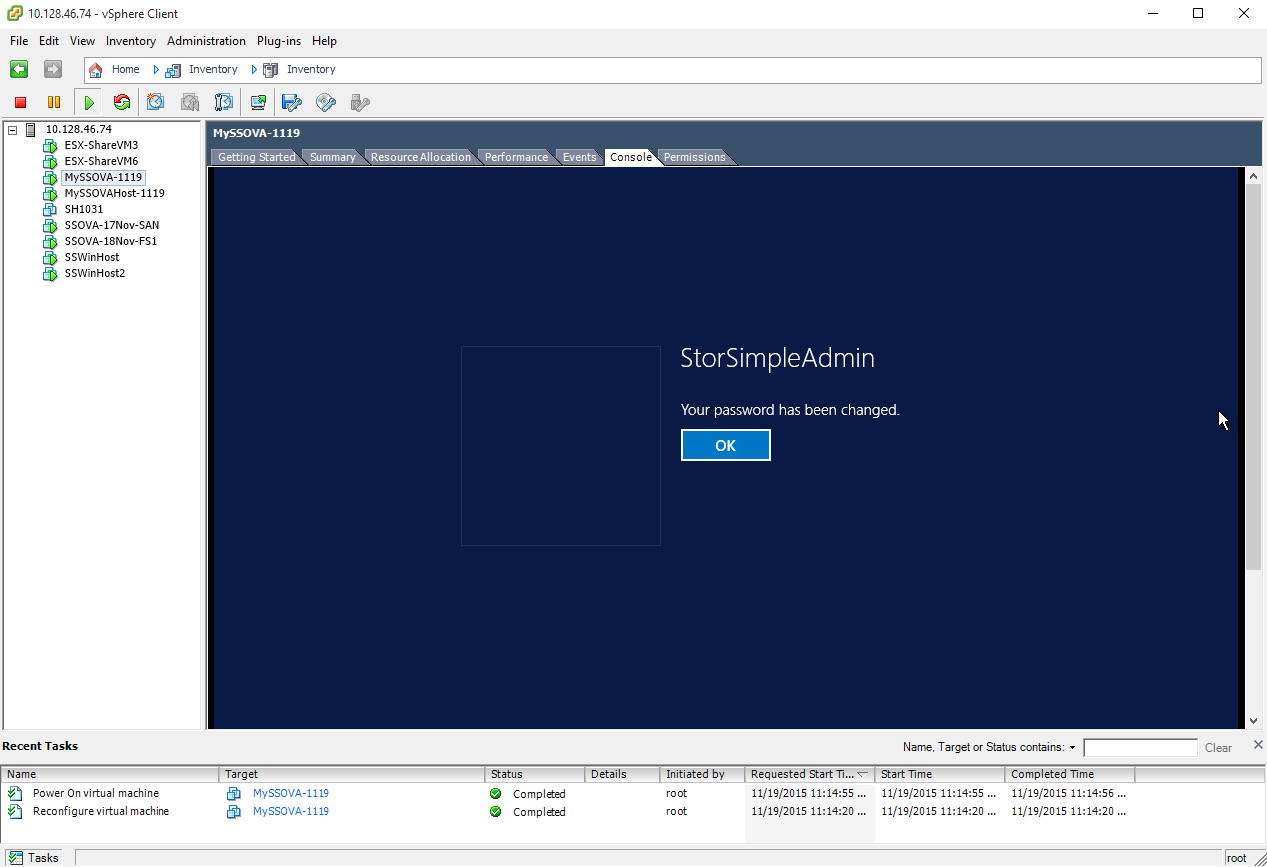 10.128.46.74 - vSphere Client
File Edit View Inventory Administration Plug-ins Help
Home Inventory Inventory
10.128.46.74
ESX-ShareVM3
ESX-ShareVM6
MySSOVA-1119
MySSOVAHost-1119
SH1031
SSOVA-17Nov-SAN
SSOVA-18Nov-FS1
SSWinHost
SSWinHost2
MySSOVA-1119
Getting Started Summary Resource Allocation Performance Events Console Permissions
StorSimpleAdmin
Your password has been changed.
OK
Recent Tasks Name, Target or Status contains: Clear
Name Target Status Details Initiated by Requested Start Ti... Start Time Completed Time
Power On virtual machine MySSOVA-1119 Completed root 11/19/2015 11:14:55 ... 11/19/2015 11:14:55 ... 11/19/2015 11:14:56 ...
Reconfigure virtual machine MySSOVA-1119 Completed root 11/19/2015 11:14:20 ... 11/19/2015 11:14:20 ... 11/19/2015 11:14:20 ...
Tasks root